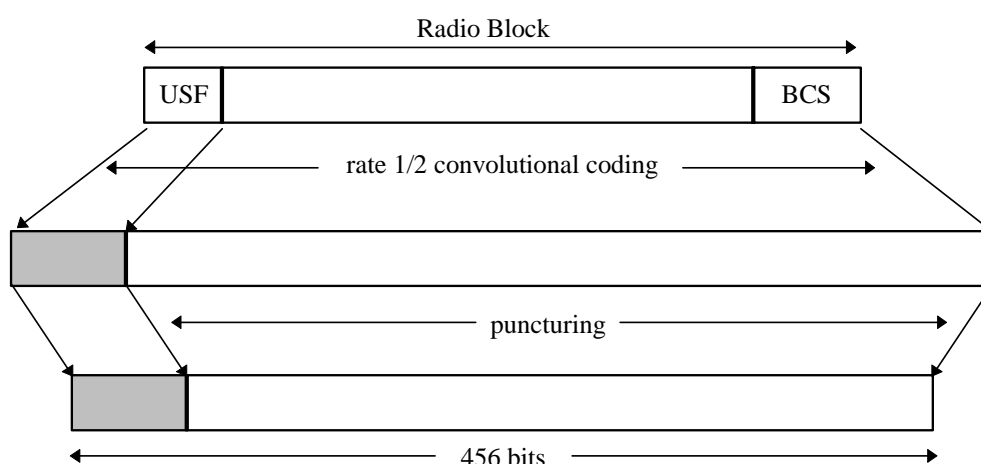 Radio Block
USF
BCS
rate 1/2 convolutional coding
puncturing
456 bits